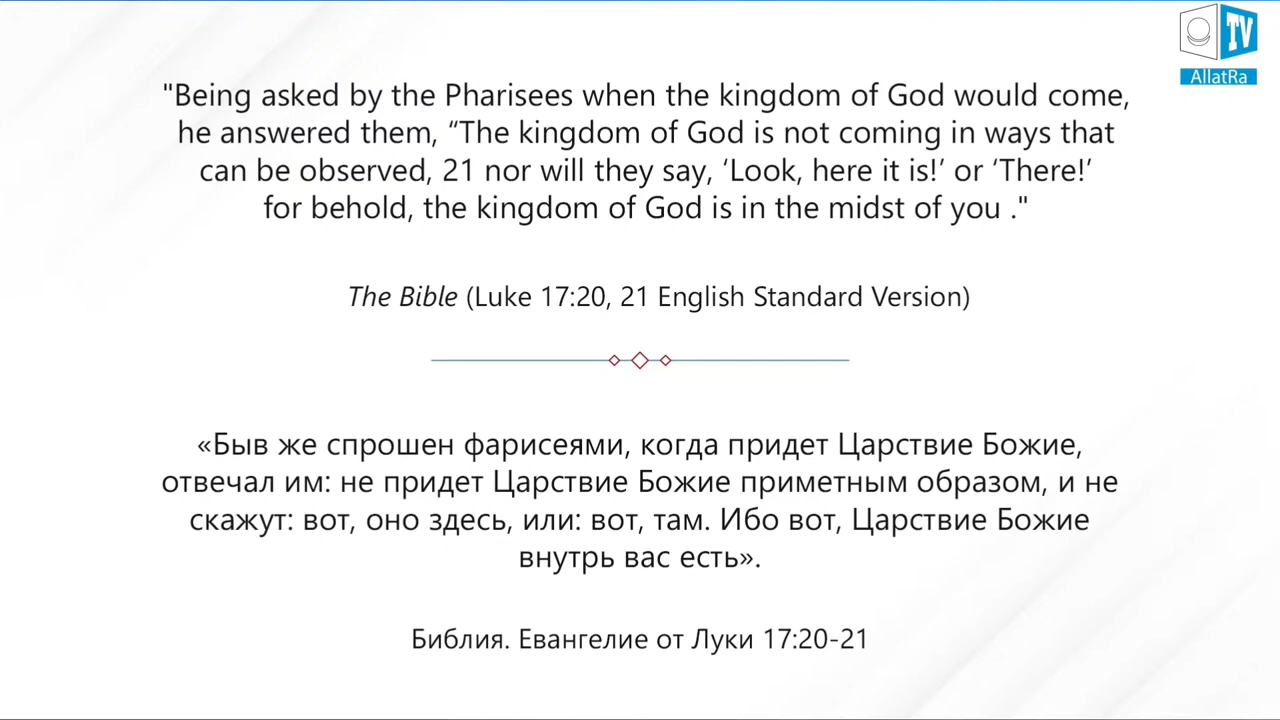 TV
AllatRa
"Being asked by the Pharisees when the kingdom of God would come,
he answered them, “The kingdom of God is not coming in ways that
can be observed, 21 nor will they say, ‘Look, here it is!’ or ‘There!’
for behold, the kingdom of God is in the midst of you ."
The Bible (Luke 17:20, 21 English Standard Version)
«Быв же спрошен фарисеями, когда придет Царствие Божие,
отвечал им: не придет Царствие Божие приметным образом, и не
скажут: вот, оно здесь, или: вот, там. Ибо вот, Царствие Божие
внутрь вас есть».
Библия. Евангелие от Луки 17:20-21